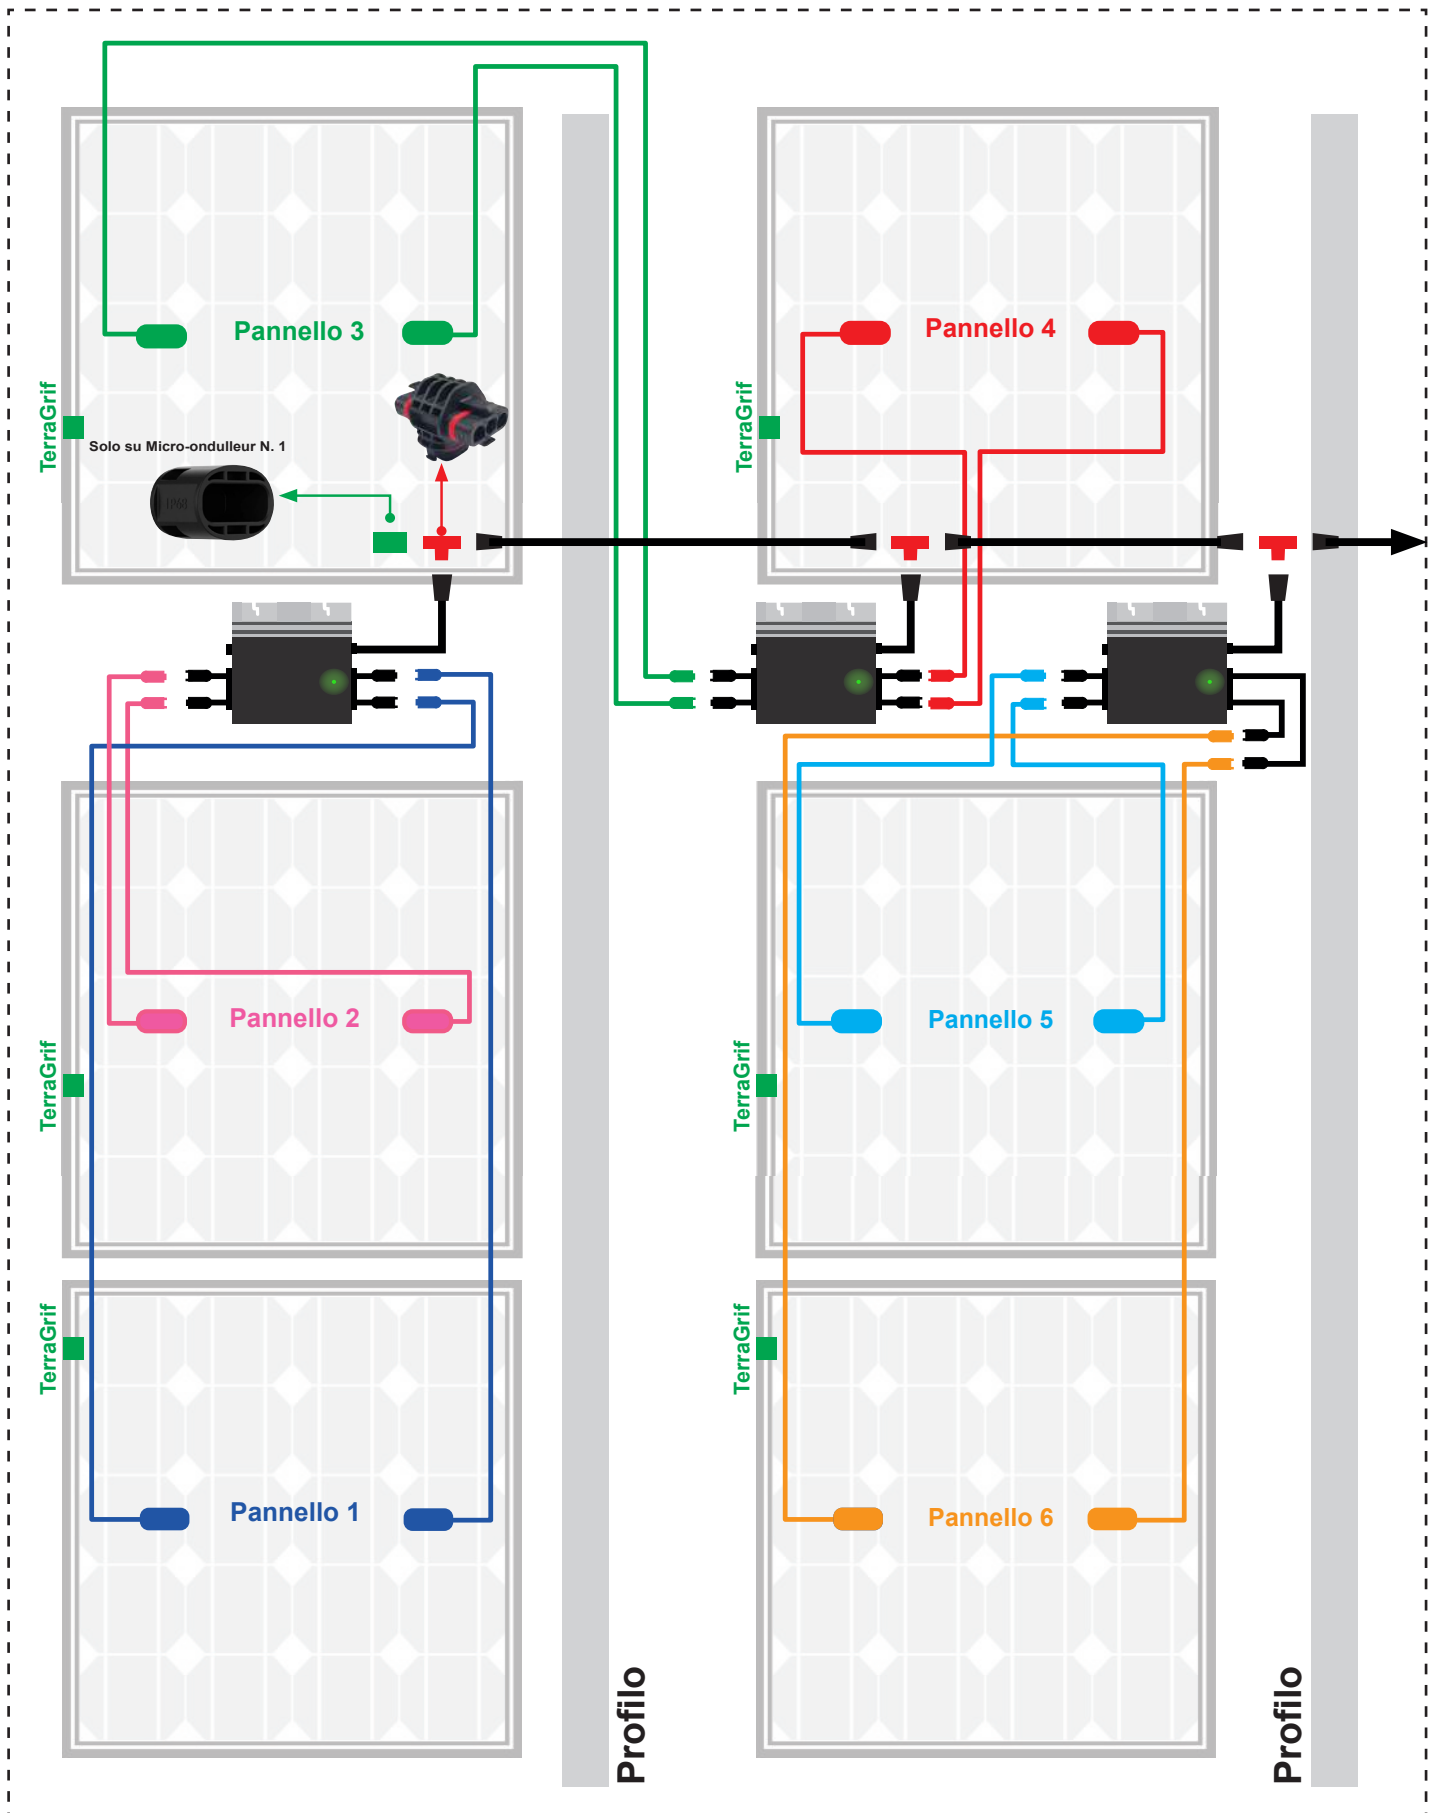 Pannello 3
Pannello 4
TerraGrif
TerraGrif
Solo su Micro-ondulleur N. 1
Pannello 2
Pannello 5
TerraGrif
TerraGrif
TerraGrif
TerraGrif
Pannello 1
Pannello 6
Profilo
Profilo